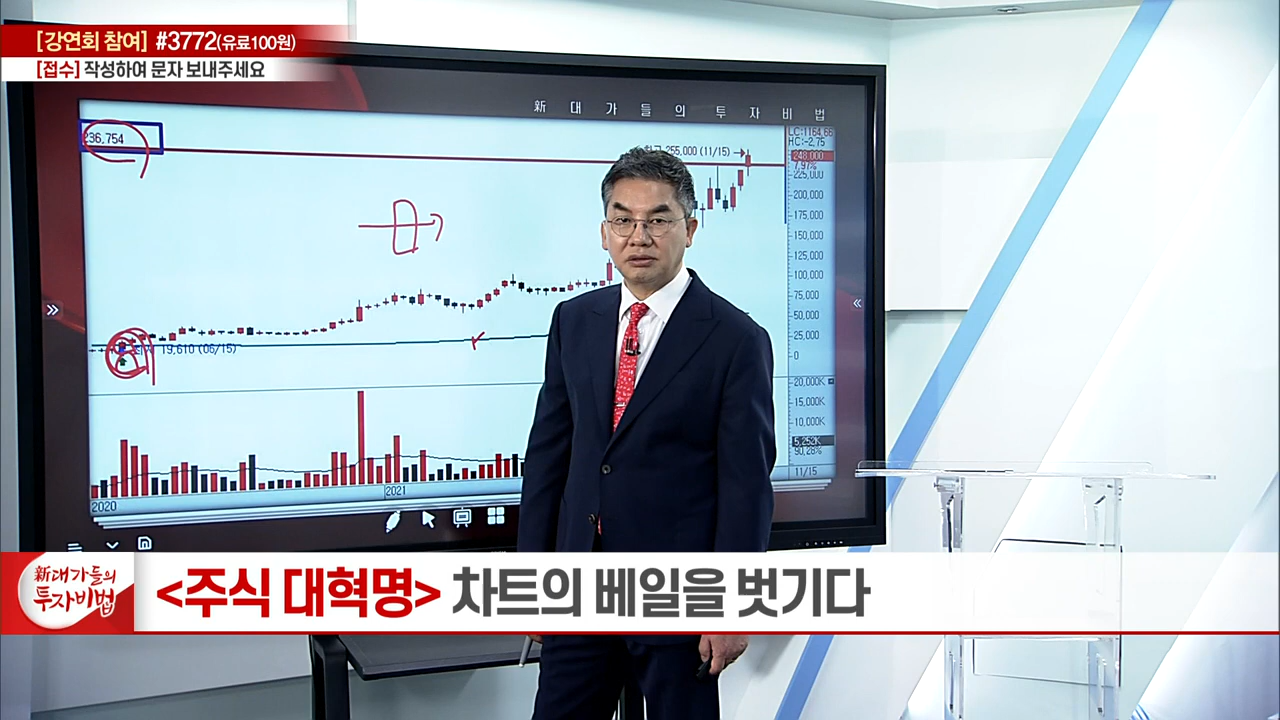 [강연회 참여] #3772(유료100원)
[접수] 작성하여 문자 보내주세요
新 대 가 들 의 투 자 비 법
236,754
255,000 (11/15)
LC:1164.66
HC:-2.75
248,000
7.97%
225,000
200,000
175,000
150,000
125,000
100,000
75,000
50,000
25,000
0
19,610 (06/15)
20,000K
15,000K
10,000K
5,252K
90.28%
11/15
2020
2021
新대가들의
투자비법
<주식 대혁명> 차트의 베일을 벗기다